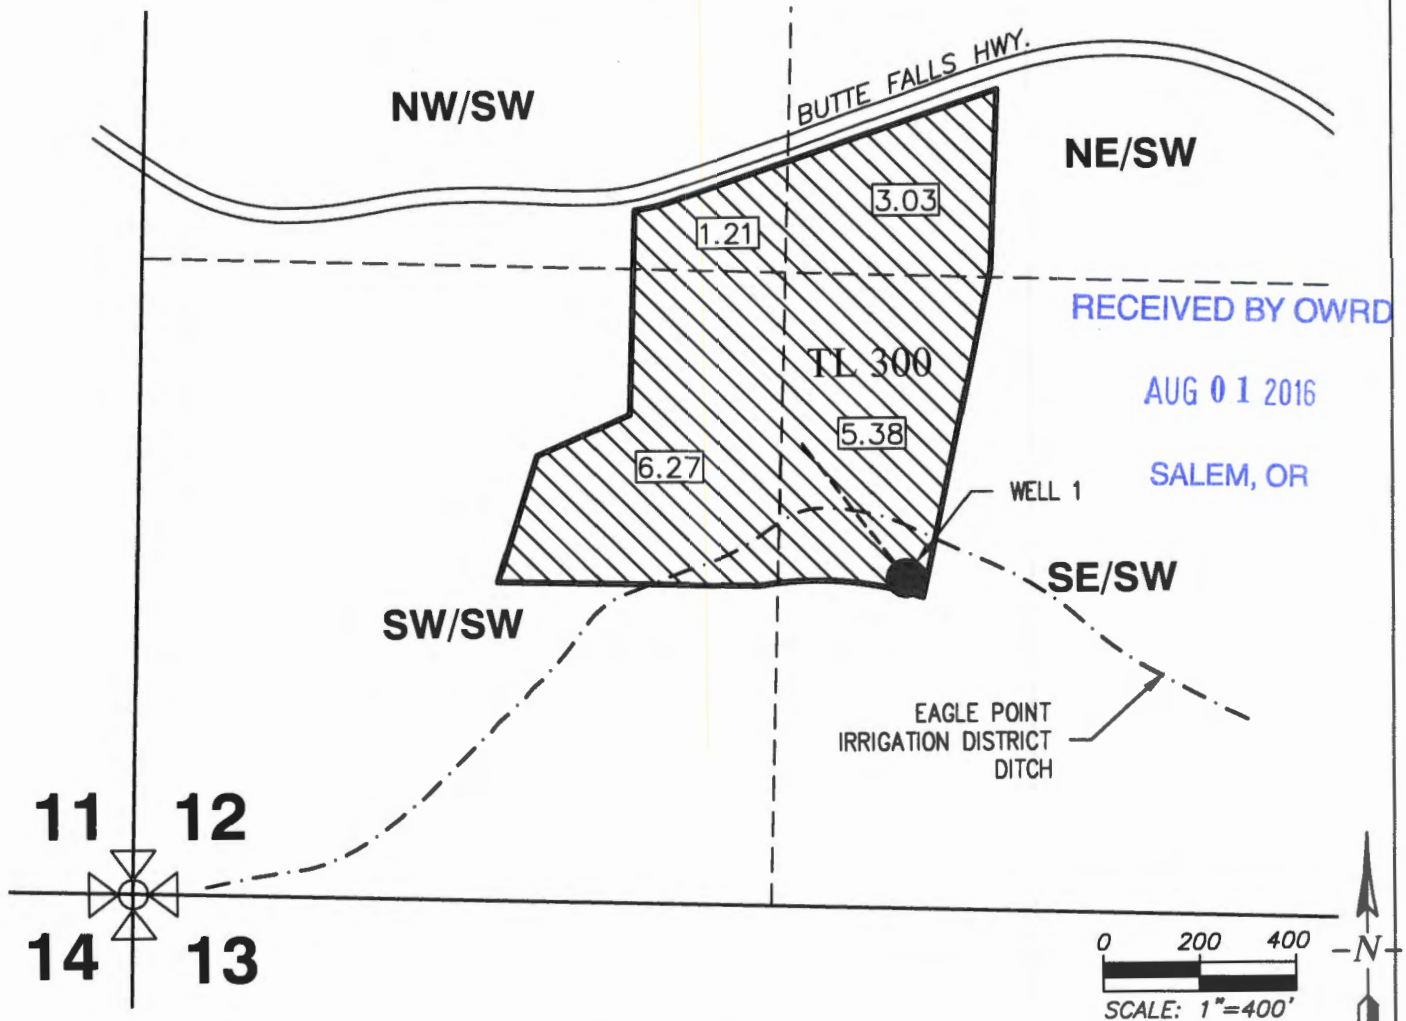 BUTTE FALLS HWY.
NW/SW
NE/SW
3.03
1.21
RECEIVED BY OWRD
TL 300
AUG 01 2016
5.38
6.27
SALEM, OR
WELL 1
SE/SW
SW/SW
EAGLE POINT
IRRIGATION DISTRICT
DITCH
11 12
14 13
0 200 400
-N-
SCALE: 1"=400'